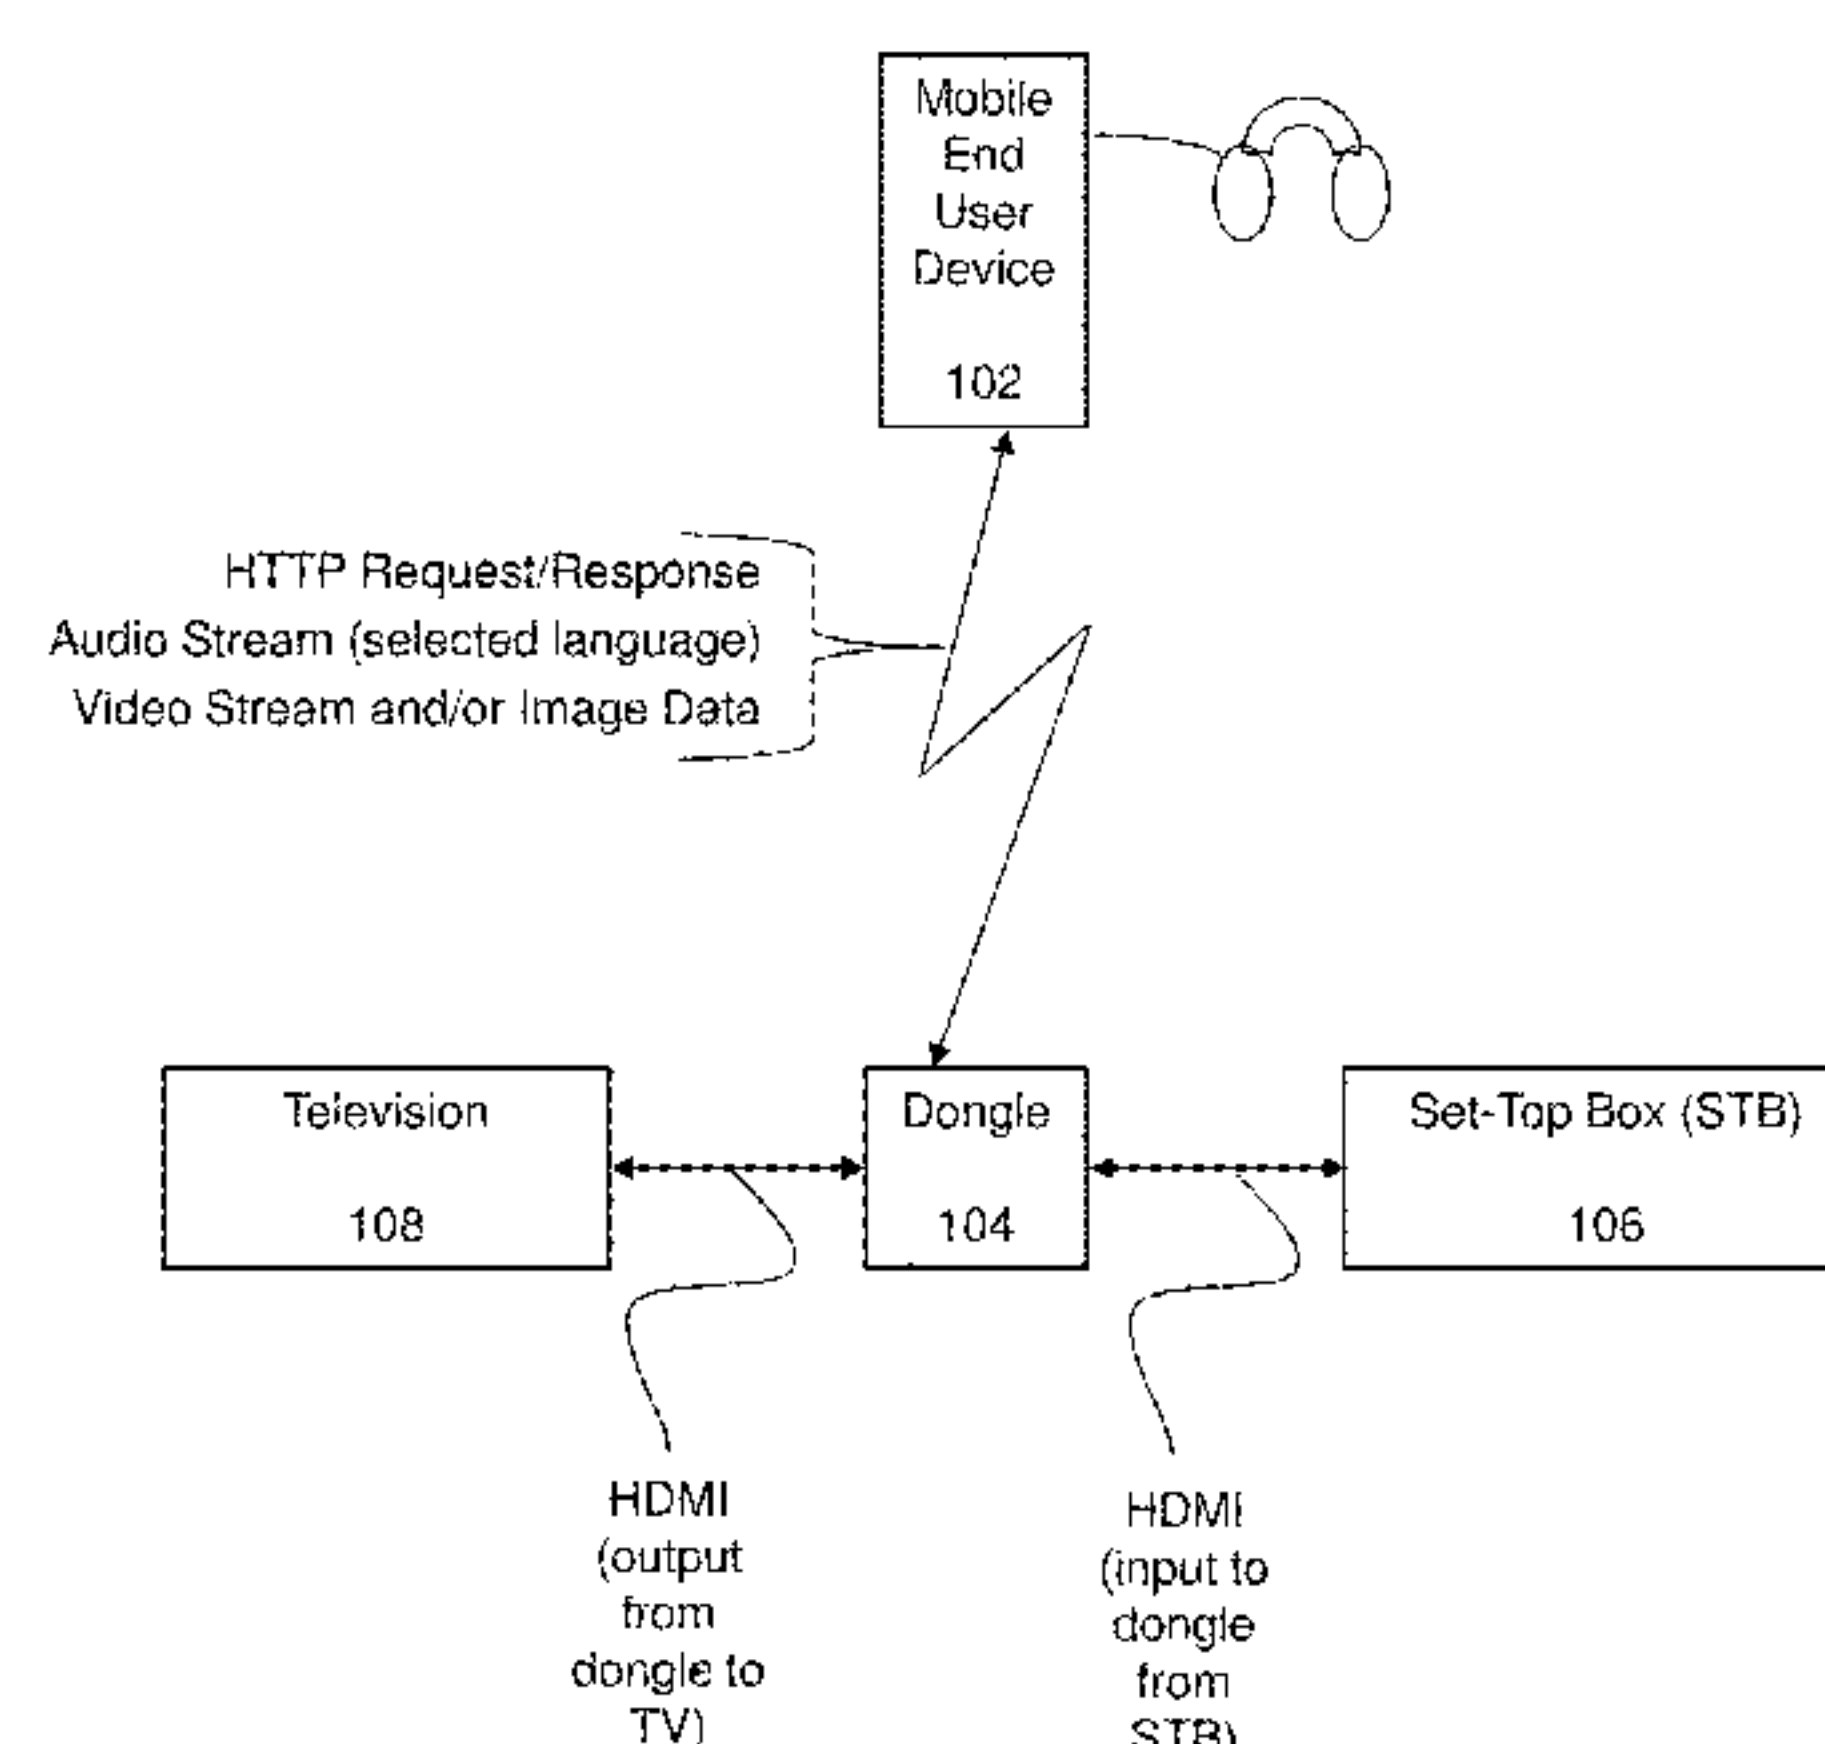 Mobile
End
User
Device
102
HTTP Request/Response
Audio Stream (selected language)
Video Stream and/or Image Data
Television
108
Dongle
104
Set-Top Box (STB)
106
HDMI
(output
from
dongle to
TV)
HDMI
(input to
dongle
from
STB)